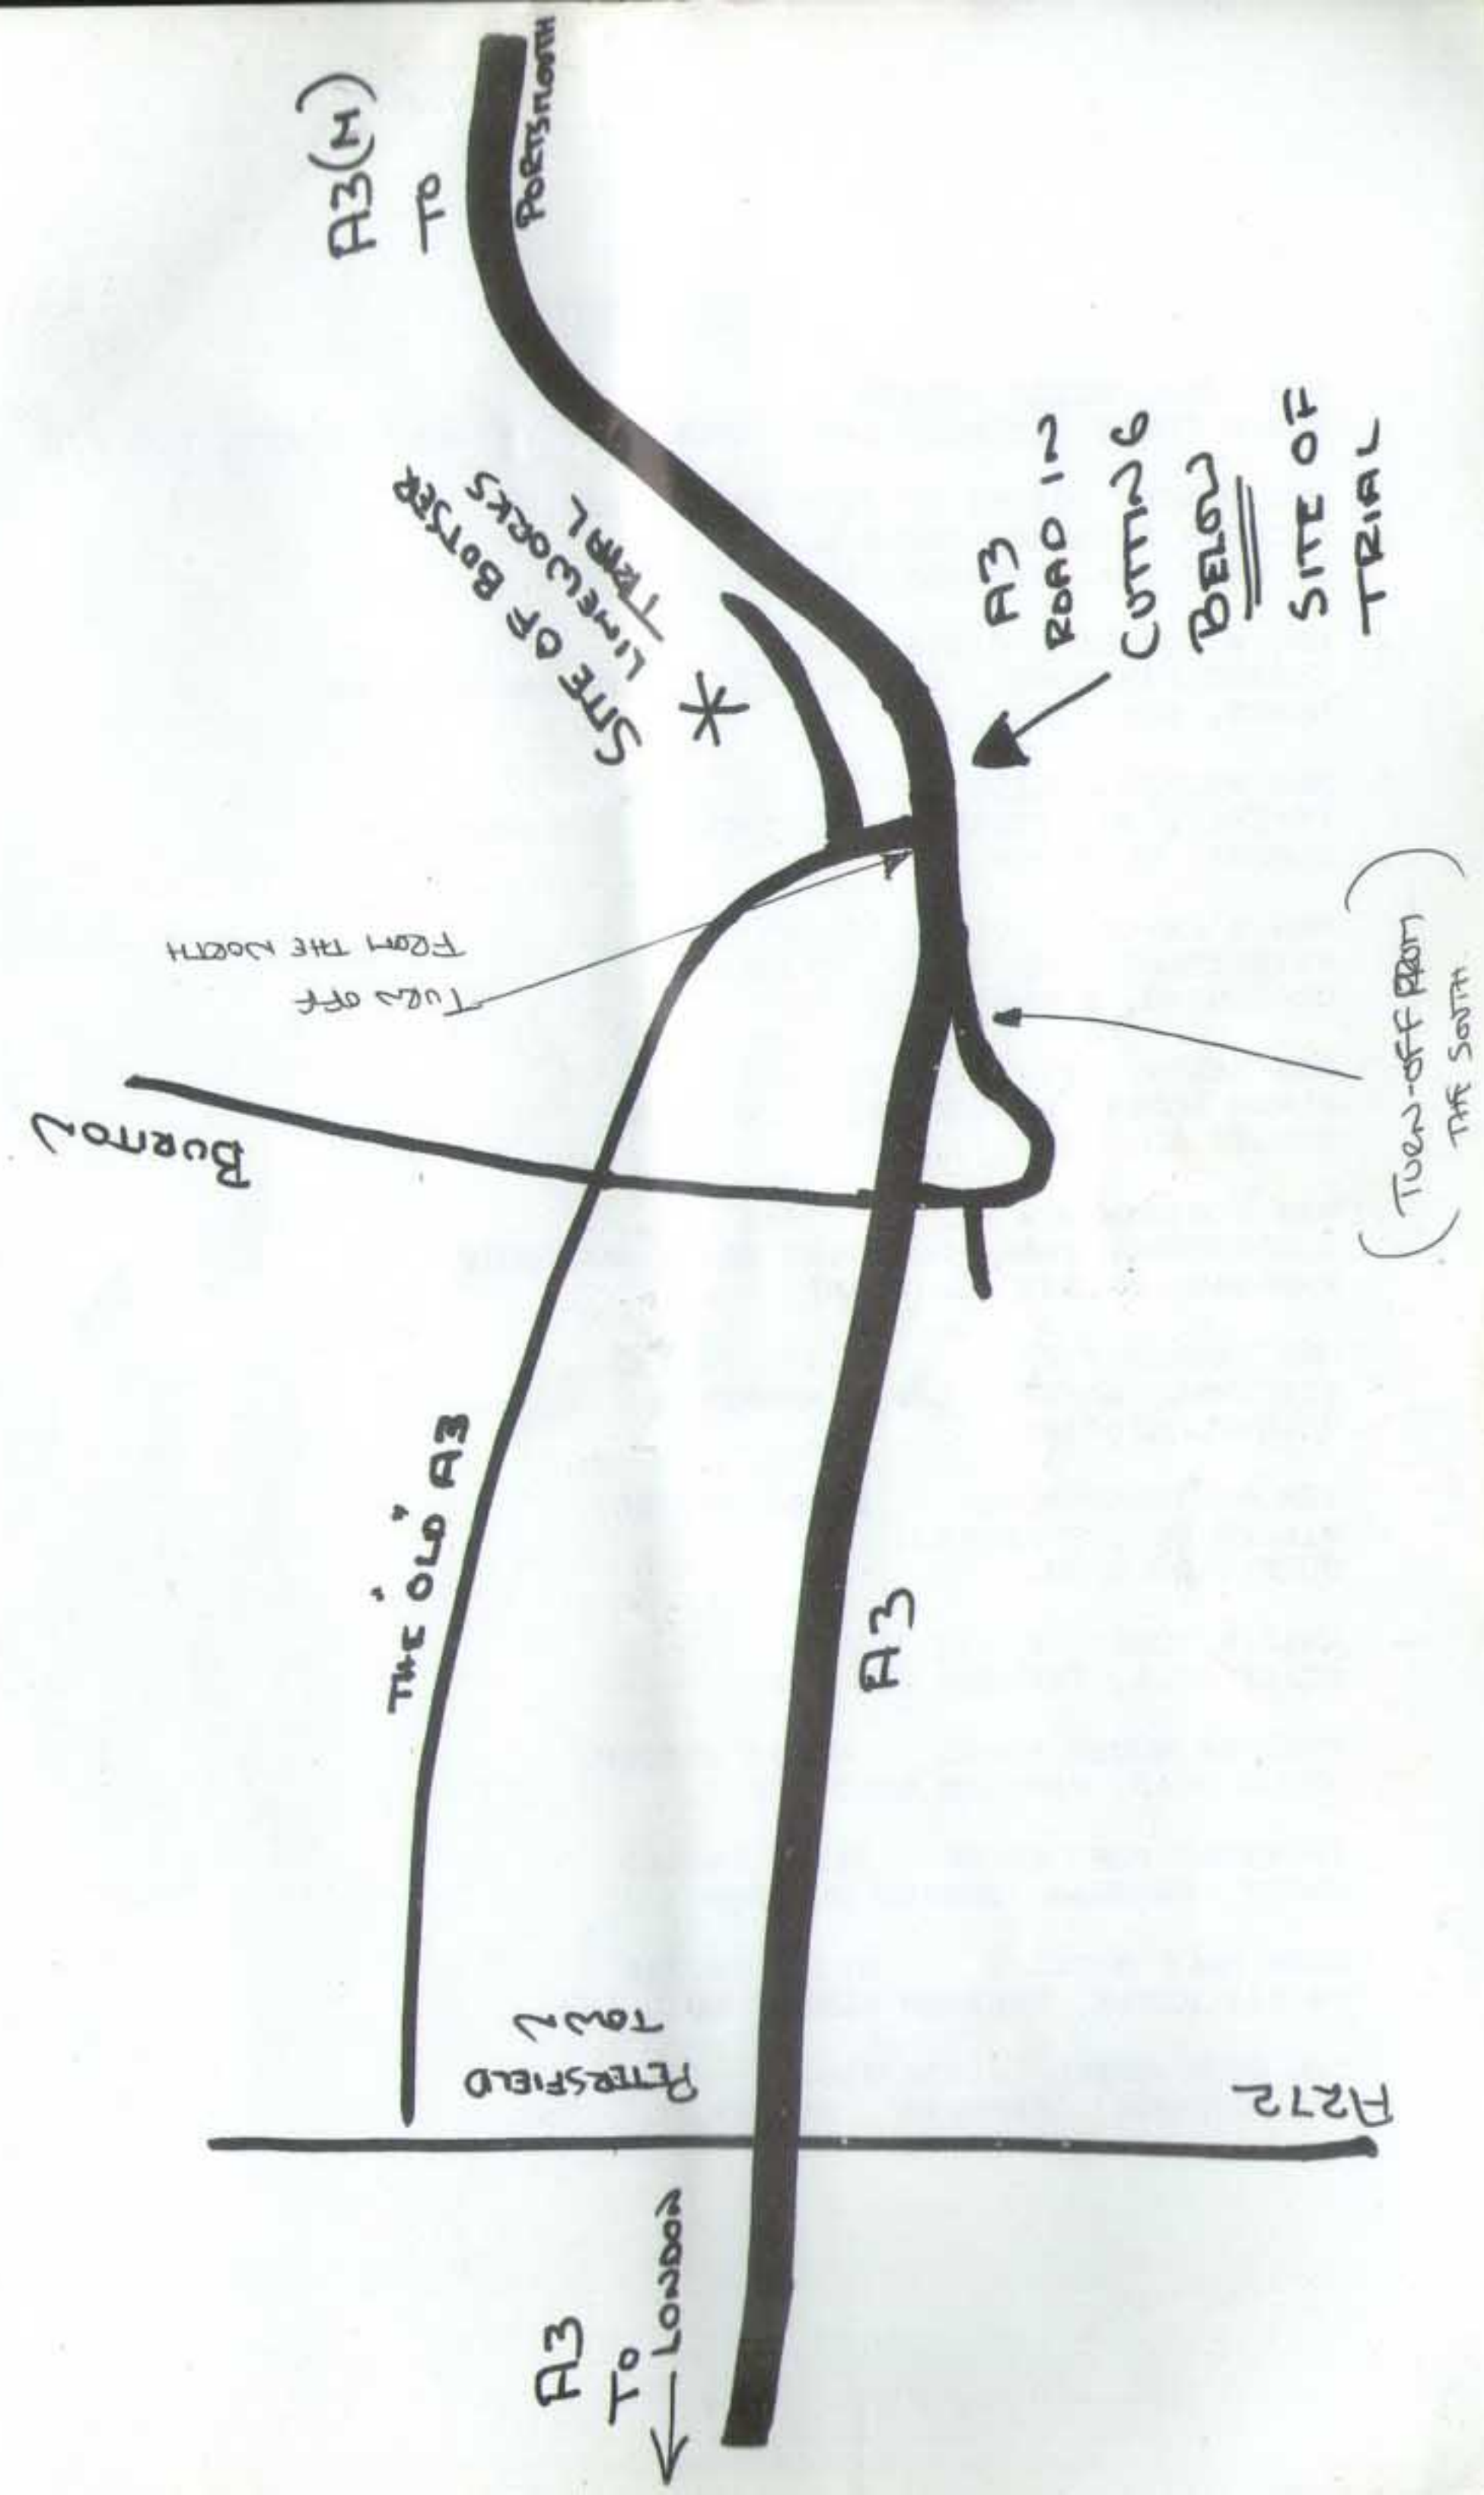 A3(M)
TO
PORTSMOUTH
SITE OF BUTSER
LIMEWORKS
TRIAL
A3
ROAD IN
CUTTING
BELOW
SITE OF
TRIAL
TURN OFF
FROM THE NORTH
(TURN-OFF FROM
THE SOUTH)
BURITON
THE "OLD" A3
A3
PETERSFIELD
TOWN
A272
A3
TO
LONDON